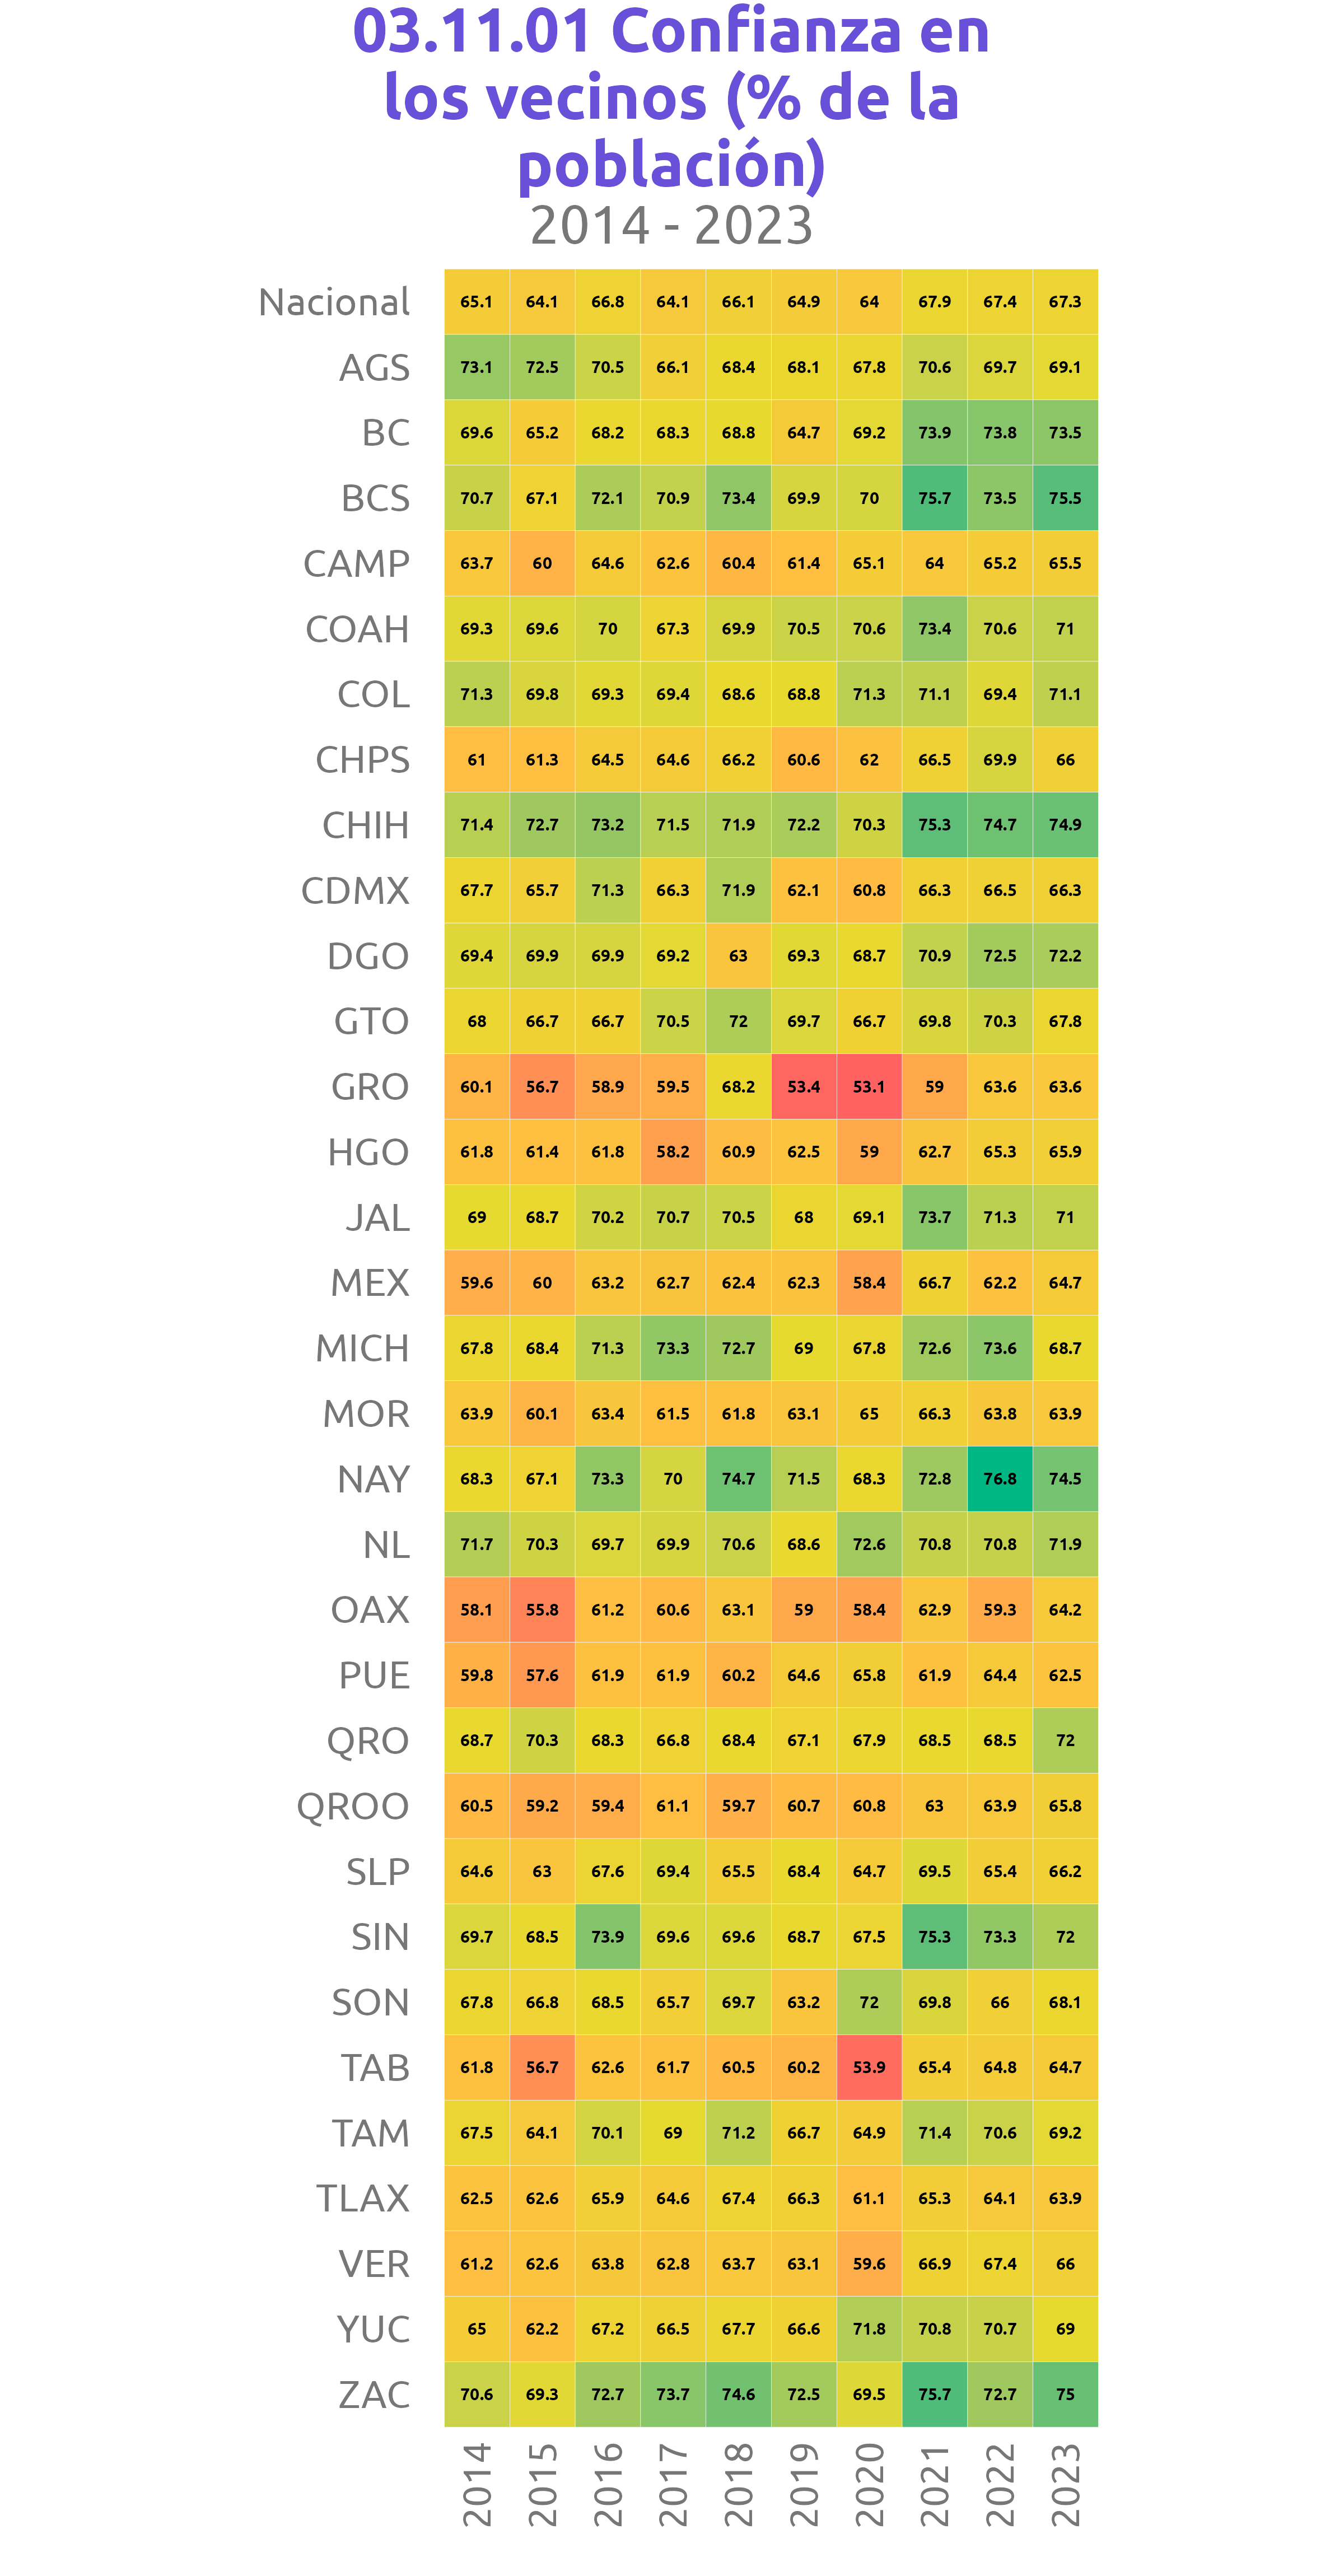 03.11.01 Confianza en
los vecinos (% de la
población)
2014 - 2023
Nacional 65.1 64.1 66.8 64.1 66.1 64.9 64 67.9 67.4 67.3
AGS 73.1 72.5 70.5 66.1 68.4 68.1 67.8 70.6 69.7 69.1
BC 69.6 65.2 68.2 68.3 68.8 64.7 69.2 73.9 73.8 73.5
BCS 70.7 67.1 72.1 70.9 73.4 69.9 70 75.7 73.5 75.5
CAMP 63.7 60 64.6 62.6 60.4 61.4 65.1 64 65.2 65.5
COAH 69.3 69.6 70 67.3 69.9 70.5 70.6 73.4 70.6 71
COL 71.3 69.8 69.3 69.4 68.6 68.8 71.3 71.1 69.4 71.1
CHPS 61 61.3 64.5 64.6 66.2 60.6 62 66.5 69.9 66
CHIH 71.4 72.7 73.2 71.5 71.9 72.2 70.3 75.3 74.7 74.9
CDMX 67.7 65.7 71.3 66.3 71.9 62.1 60.8 66.3 66.5 66.3
DGO 69.4 69.9 69.9 69.2 63 69.3 68.7 70.9 72.5 72.2
GTO 68 66.7 66.7 70.5 72 69.7 66.7 69.8 70.3 67.8
GRO 60.1 56.7 58.9 59.5 68.2 53.4 53.1 59 63.6 63.6
HGO 61.8 61.4 61.8 58.2 60.9 62.5 59 62.7 65.3 65.9
JAL 69 68.7 70.2 70.7 70.5 68 69.1 73.7 71.3 71
MEX 59.6 60 63.2 62.7 62.4 62.3 58.4 66.7 62.2 64.7
MICH 67.8 68.4 71.3 73.3 72.7 69 67.8 72.6 73.6 68.7
MOR 63.9 60.1 63.4 61.5 61.8 63.1 65 66.3 63.8 63.9
NAY 68.3 67.1 73.3 70 74.7 71.5 68.3 72.8 76.8 74.5
NL 71.7 70.3 69.7 69.9 70.6 68.6 72.6 70.8 70.8 71.9
OAX 58.1 55.8 61.2 60.6 63.1 59 58.4 62.9 59.3 64.2
PUE 59.8 57.6 61.9 61.9 60.2 64.6 65.8 61.9 64.4 62.5
QRO 68.7 70.3 68.3 66.8 68.4 67.1 67.9 68.5 68.5 72
QROO 60.5 59.2 59.4 61.1 59.7 60.7 60.8 63 63.9 65.8
SLP 64.6 63 67.6 69.4 65.5 68.4 64.7 69.5 65.4 66.2
SIN 69.7 68.5 73.9 69.6 69.6 68.7 67.5 75.3 73.3 72
SON 67.8 66.8 68.5 65.7 69.7 63.2 72 69.8 66 68.1
TAB 61.8 56.7 62.6 61.7 60.5 60.2 53.9 65.4 64.8 64.7
TAM 67.5 64.1 70.1 69 71.2 66.7 64.9 71.4 70.6 69.2
TLAX 62.5 62.6 65.9 64.6 67.4 66.3 61.1 65.3 64.1 63.9
VER 61.2 62.6 63.8 62.8 63.7 63.1 59.6 66.9 67.4 66
YUC 65 62.2 67.2 66.5 67.7 66.6 71.8 70.8 70.7 69
ZAC 70.6 69.3 72.7 73.7 74.6 72.5 69.5 75.7 72.7 75
2014 2015 2016 2017 2018 2019 2020 2021 2022 2023